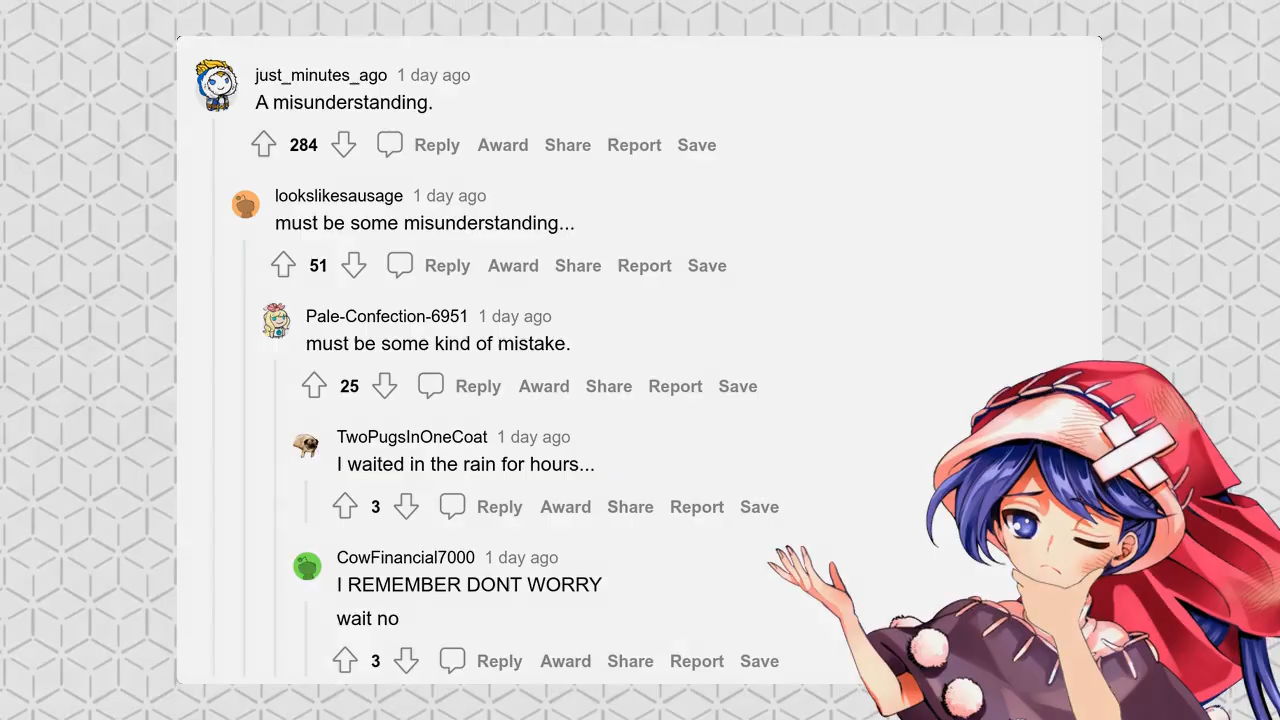 just_minutes_ago 1 day ago
A misunderstanding.
284 Reply Award Share Report Save
lookslikesausage 1 day ago
must be some misunderstanding...
51 Reply Award Share Report Save
Pale-Confection-6951 1 day ago
must be some kind of mistake.
25 Reply Award Share Report Save
TwoPugsInOneCoat 1 day ago
I waited in the rain for hours...
3 Reply Award Share Report Save
CowFinancial7000 1 day ago
I REMEMBER DONT WORRY
wait no
3 Reply Award Share Report Save